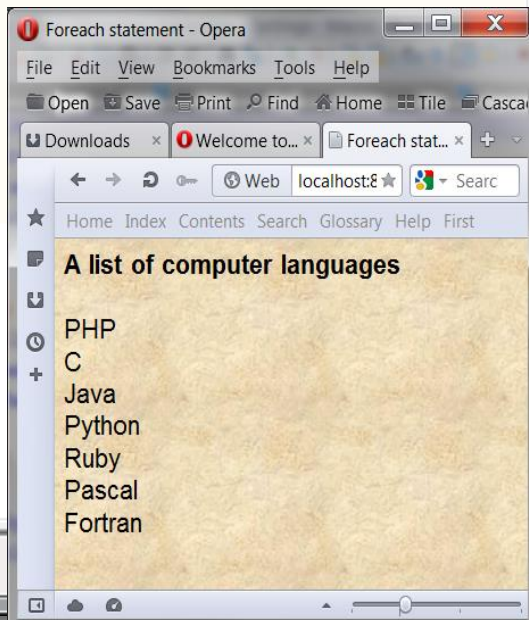 Foreach statement - Opera
File Edit View Bookmarks Tools Help
Open Save Print Find Home Tile Casca
Downloads Welcome to... Foreach stat...
Web localhost:8 Searc
Home Index Contents Search Glossary Help First
A list of computer languages
PHP
C
Java
Python
Ruby
Pascal
Fortran